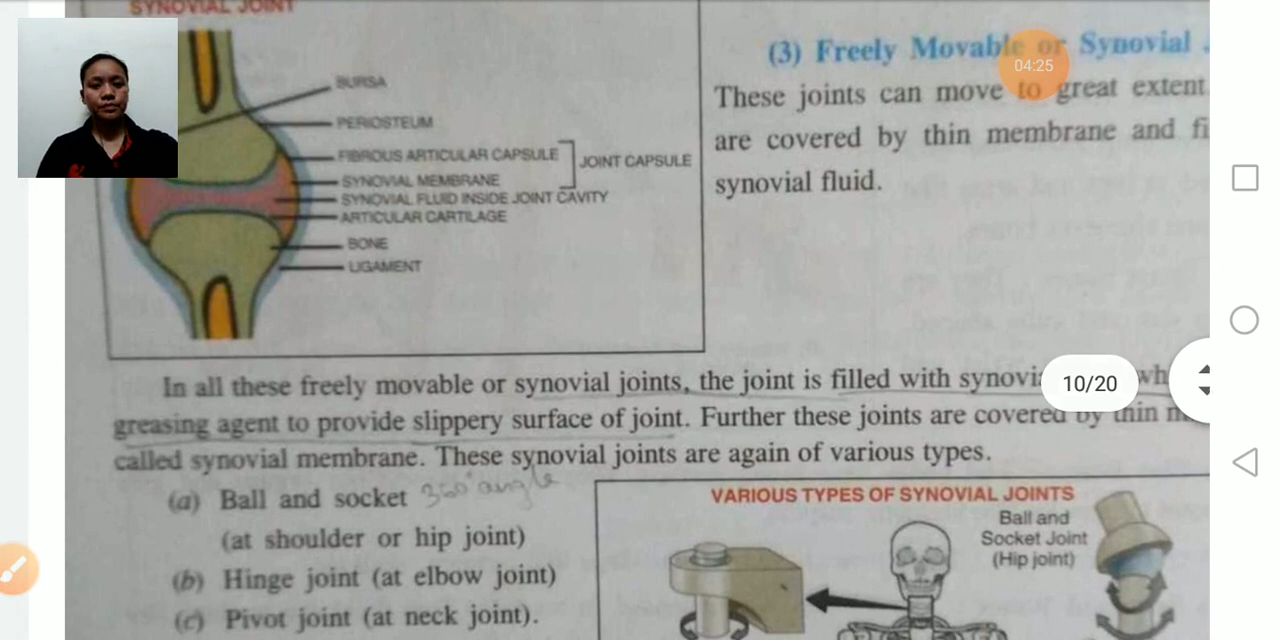 SYNOVIAL JOINT
BURSA
PERIOSTEUM
FIBROUS ARTICULAR CAPSULE
JOINT CAPSULE
SYNOVIAL MEMBRANE
SYNOVIAL FLUID INSIDE JOINT CAVITY
ARTICULAR CARTILAGE
BONE
LIGAMENT
(3) Freely Movable or Synovial
04:25
These joints can move to great extent
are covered by thin membrane and
synovial fluid.
In all these freely movable or synovial joints, the joint is filled with
10/20
greasing agent to provide slippery surface of joint. Further these joints are covered by thin
called synovial membrane. These synovial joints are again of various types.
(a) Ball and socket 360° angle
(at shoulder or hip joint)
(b) Hinge joint (at elbow joint)
(c) Pivot joint (at neck joint).
VARIOUS TYPES OF SYNOVIAL JOINTS
Ball and
Socket Joint
(Hip joint)